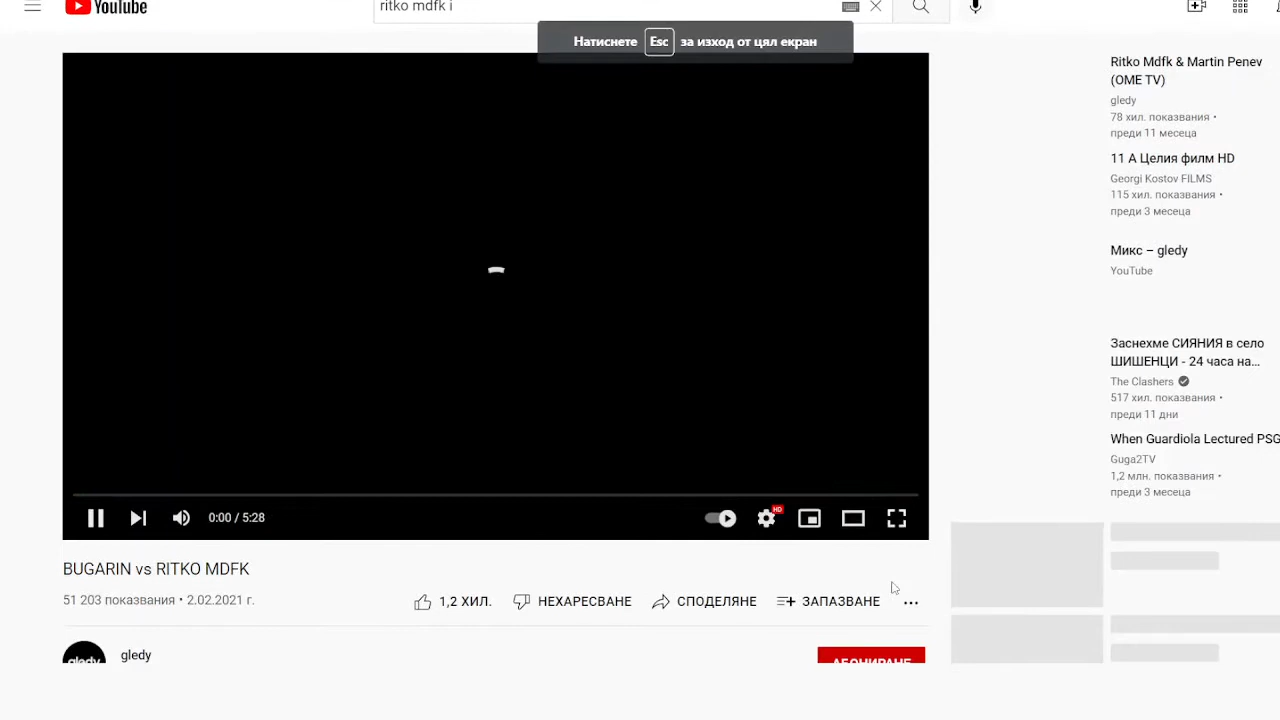 YouTube
ritko mdfk i
Натиснете Esc за изход от цял екран
0:00 / 5:28
HD
BUGARIN vs RITKO MDFK
51 203 показвания • 2.02.2021 г.
1,2 ХИЛ.
НЕХАРЕСВАНЕ
СПОДЕЛЯНЕ
ЗАПАЗВАНЕ
gledy
gledy
АБОНИРАНЕ
Ritko Mdfk & Martin Penev
(OME TV)
gledy
78 хил. показвания •
преди 11 месеца
11 А Целия филм HD
Georgi Kostov FILMS
115 хил. показвания •
преди 3 месеца
Микс – gledy
YouTube
Заснехме СИЯНИЯ в село
ШИШЕНЦИ - 24 часа на...
The Clashers
517 хил. показвания •
преди 11 дни
When Guardiola Lectured PSG
Guga2TV
1,2 млн. показвания •
преди 3 месеца